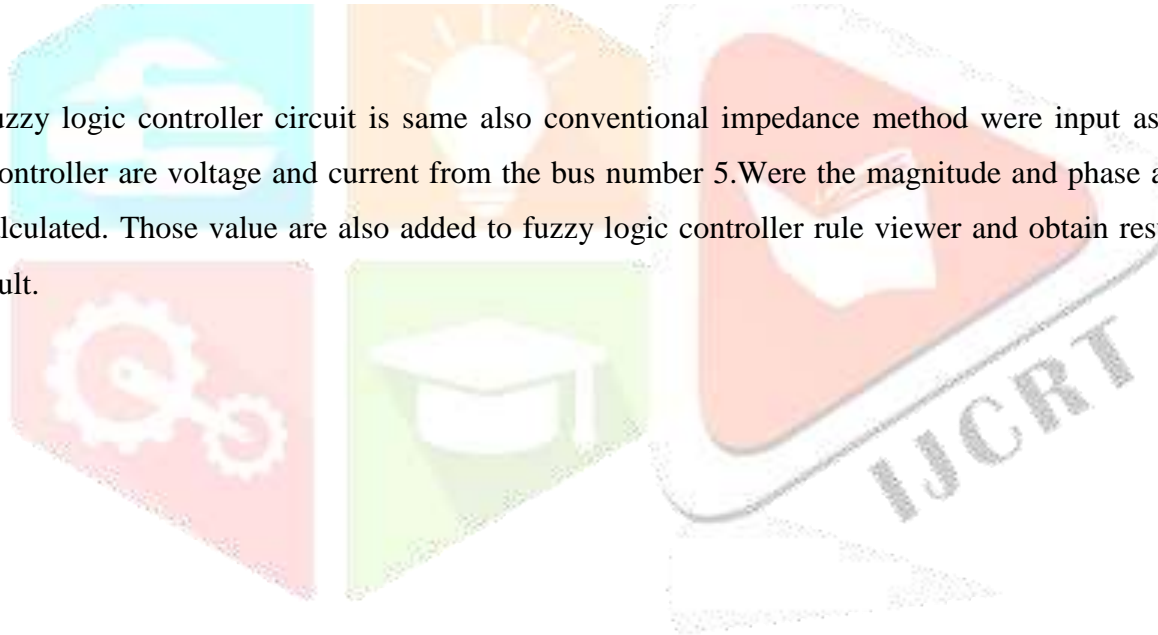 uzzy logic controller circuit is same also conventional impedance method were input as
ontroller are voltage and current from the bus number 5.Were the magnitude and phase a
lculated. Those value are also added to fuzzy logic controller rule viewer and obtain res
ult.
IJCRT